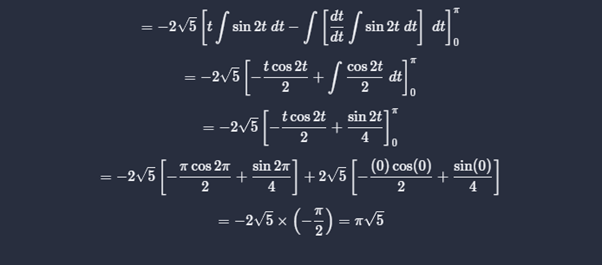 = −2√5 [t ∫ sin 2t dt − ∫ [dt/dt ∫ sin 2t dt] dt]₀^π
= −2√5 [−(t cos 2t)/2 + ∫ (cos 2t)/2 dt]₀^π
= −2√5 [−(t cos 2t)/2 + (sin 2t)/4]₀^π
= −2√5 [−(π cos 2π)/2 + (sin 2π)/4] + 2√5 [−((0) cos(0))/2 + (sin(0))/4]
= −2√5 × (−π/2) = π√5